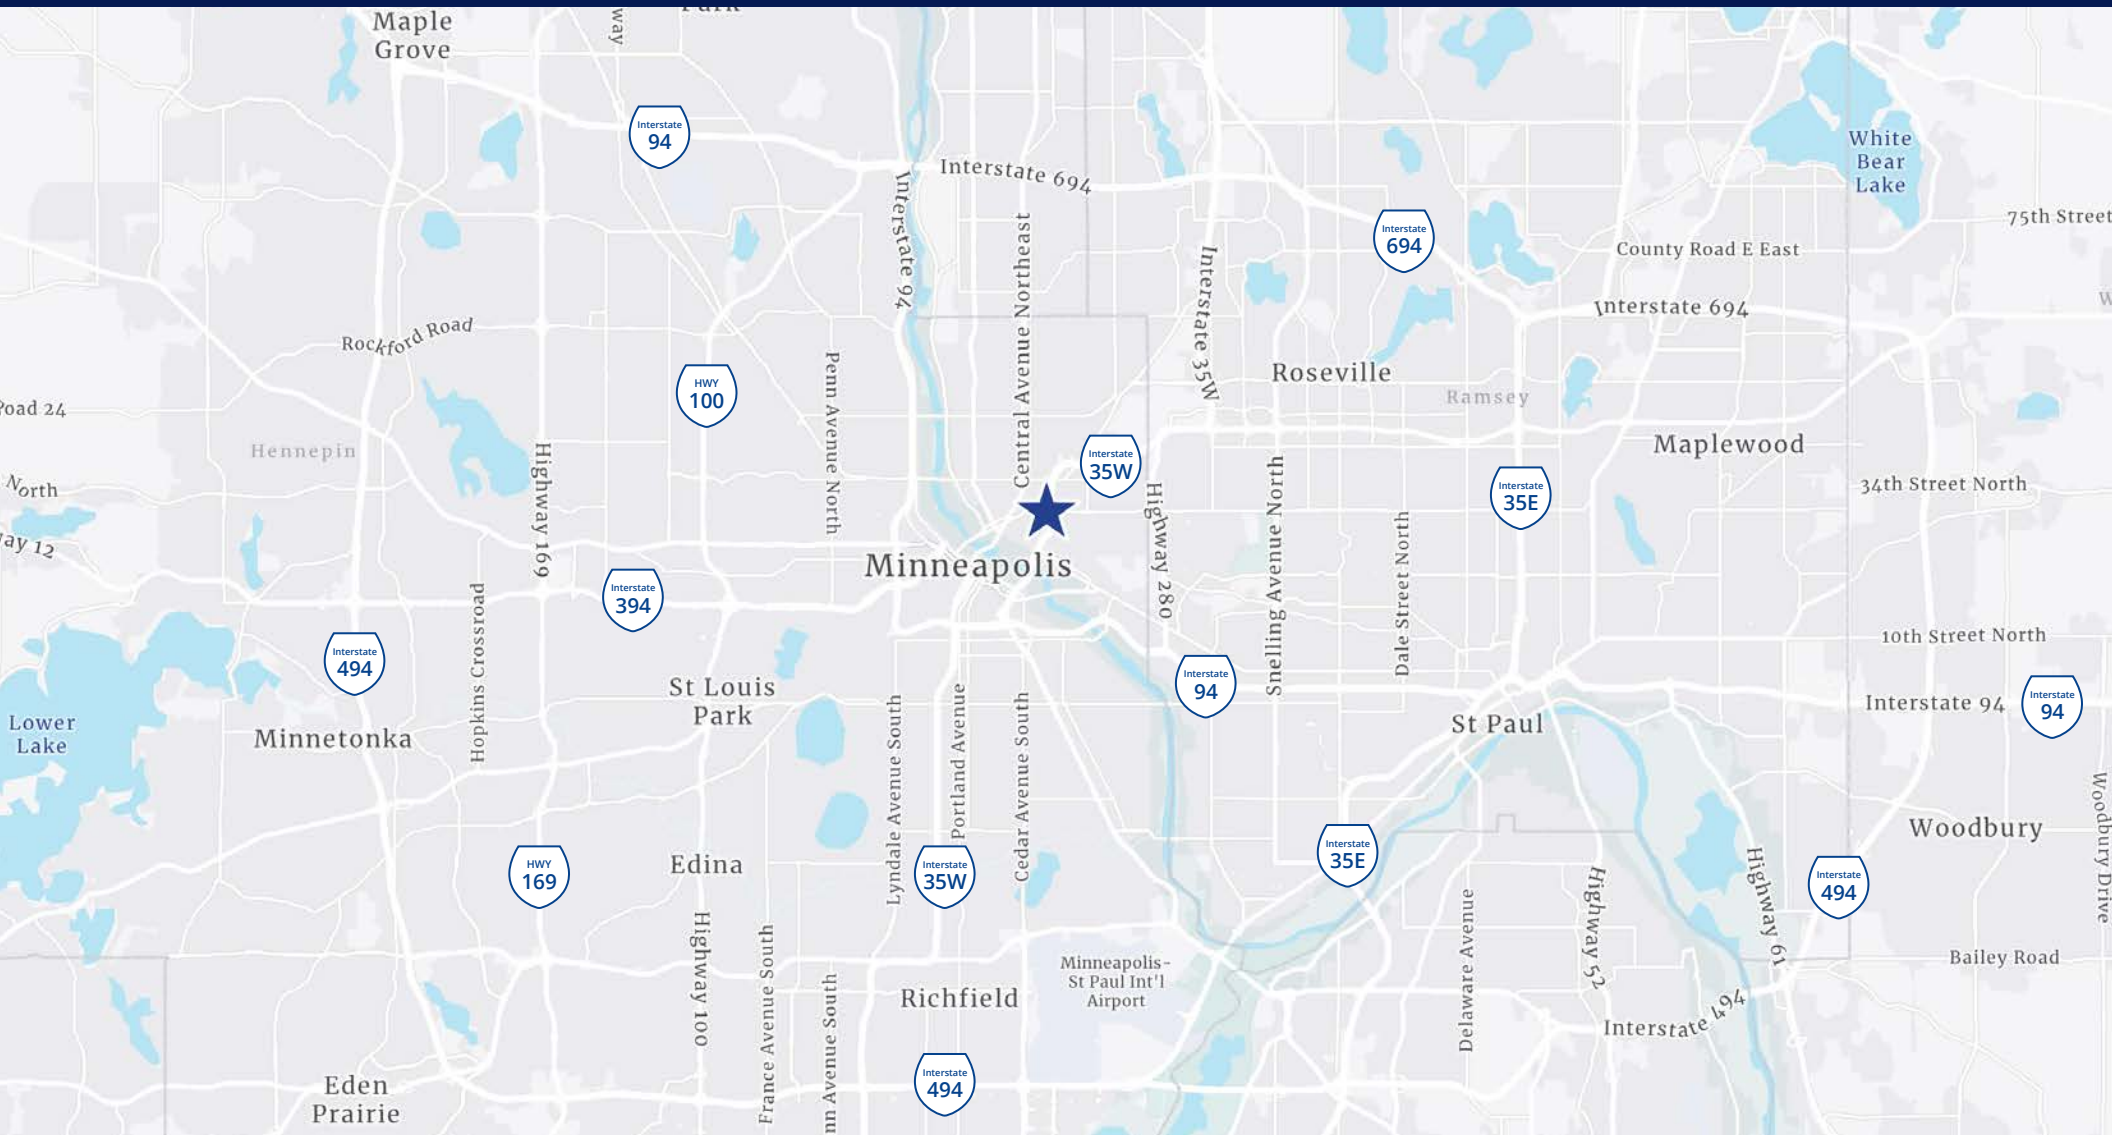 Maple
Grove
way
Interstate
94
Interstate 694
White
Bear
Lake
Interstate 94
75th Street
Interstate
694
County Road E East
Central Avenue Northeast
Interstate 35W
Interstate 694
Rockford Road
Penn Avenue North
HWY
100
Roseville
Ramsey
Road 24
Hennepin
Maplewood
Highway 169
Interstate
35W
Snelling Avenue North
Highway 280
Interstate
35E
34th Street North
North
Dale Street North
Minneapolis
ay 12
Hopkins Crossroad
Interstate
394
10th Street North
Interstate
494
St Louis
Park
Interstate
94
Interstate 94
Interstate
94
Lower
Lake
Minnetonka
Lyndale Avenue South
Portland Avenue
Cedar Avenue South
St Paul
Woodbury Drive
Woodbury
Interstate
35E
Edina
HWY
169
Interstate
35W
Highway 52
Highway 61
Interstate
494
Highway 100
France Avenue South
Delaware Avenue
Minneapolis-
St Paul Int'l
Airport
Bailey Road
Richfield
nn Avenue South
Interstate 494
Interstate
494
Eden
Prairie